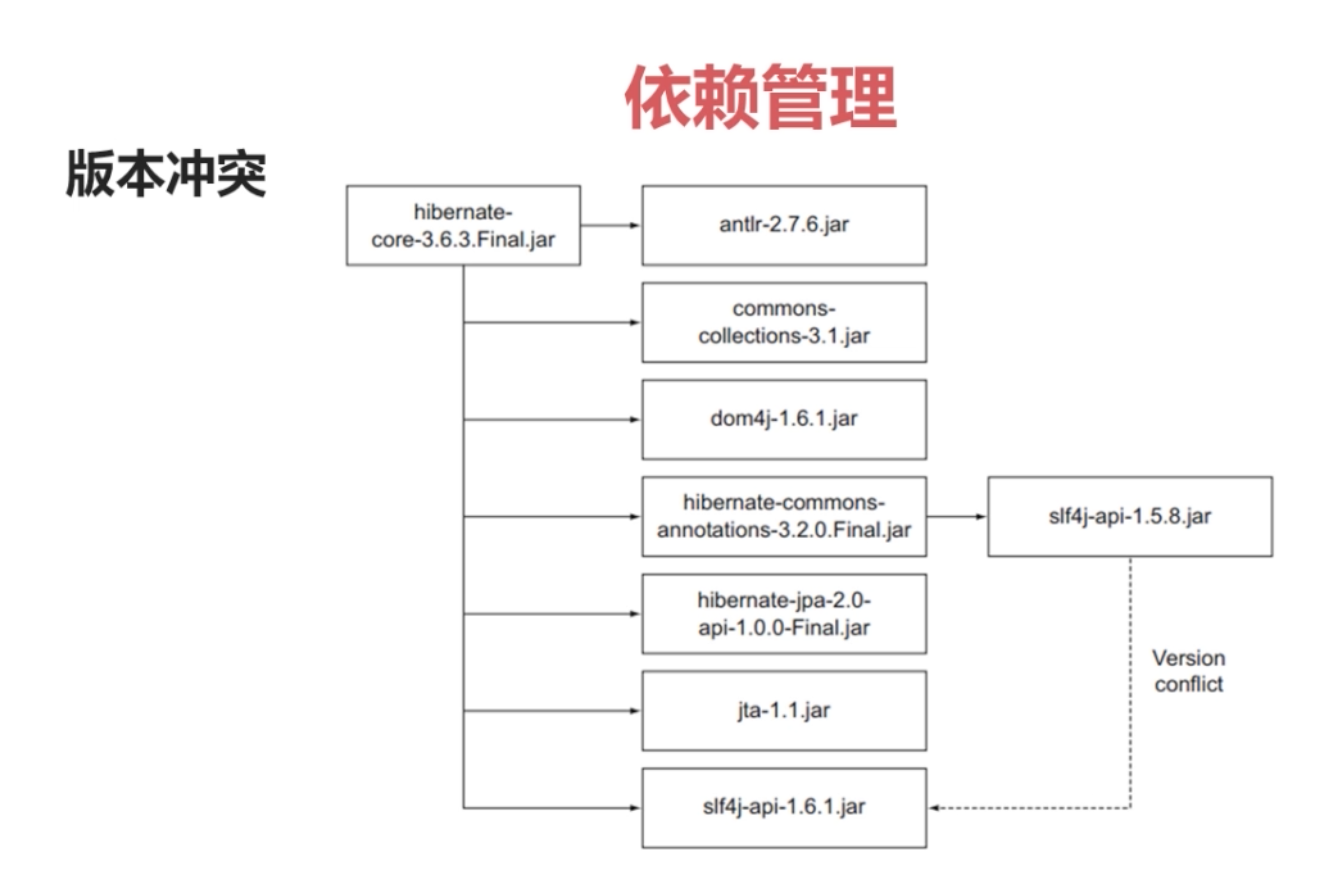 依赖管理
版本冲突
hibernate-
core-3.6.3.Final.jar
antlr-2.7.6.jar
commons-
collections-3.1.jar
dom4j-1.6.1.jar
hibernate-commons-
annotations-3.2.0.Final.jar
slf4j-api-1.5.8.jar
hibernate-jpa-2.0-
api-1.0.0-Final.jar
Version
conflict
jta-1.1.jar
slf4j-api-1.6.1.jar